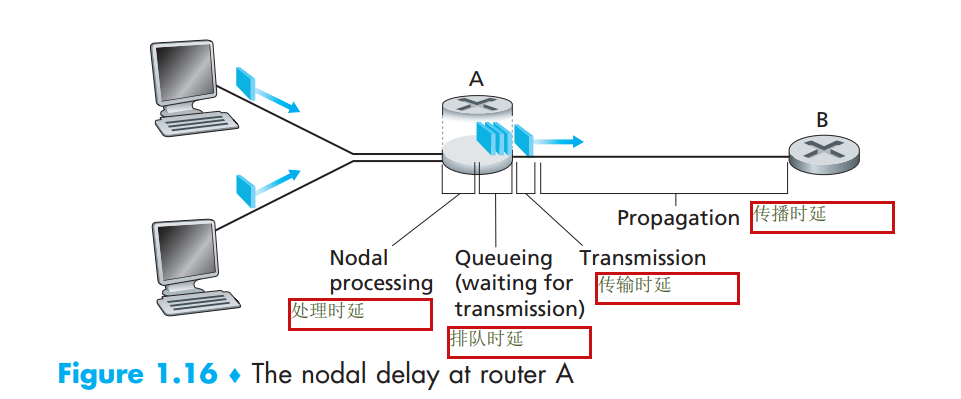 A
B
Propagation
传播时延
Nodal
processing
处理时延
Queueing
(waiting for
transmission)
排队时延
Transmission
传输时延
Figure 1.16 ♦ The nodal delay at router A